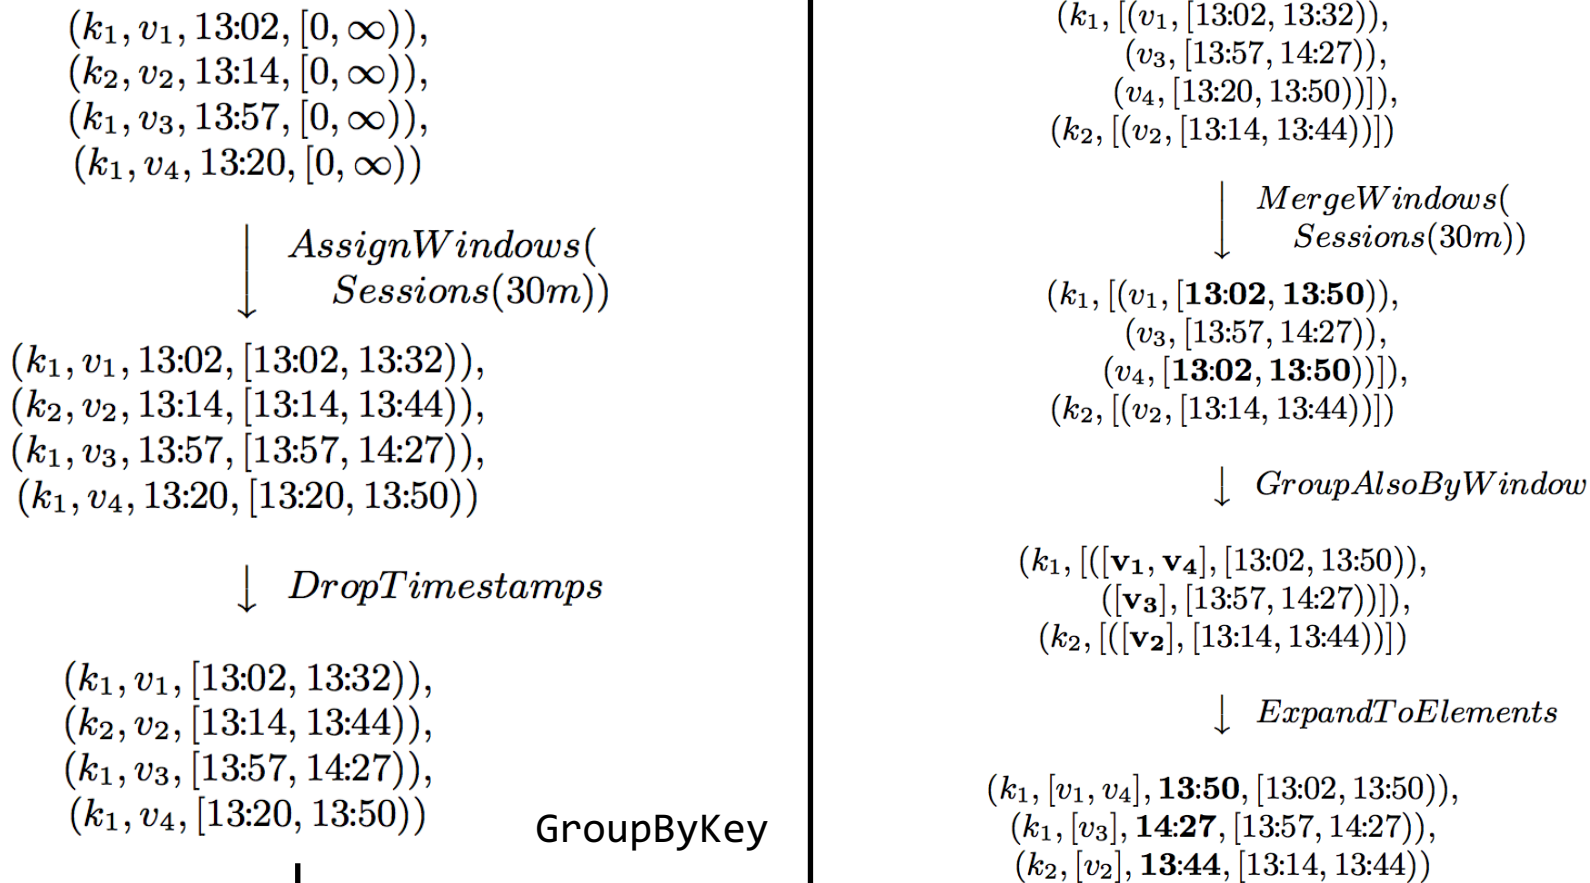 (k₁, v₁, 13:02, [0, ∞)),
(k₂, v₂, 13:14, [0, ∞)),
(k₁, v₃, 13:57, [0, ∞)),
(k₁, v₄, 13:20, [0, ∞))
↓ AssignWindows(
Sessions(30m))
(k₁, v₁, 13:02, [13:02, 13:32)),
(k₂, v₂, 13:14, [13:14, 13:44)),
(k₁, v₃, 13:57, [13:57, 14:27)),
(k₁, v₄, 13:20, [13:20, 13:50))
↓ DropTimestamps
(k₁, v₁, [13:02, 13:32)),
(k₂, v₂, [13:14, 13:44)),
(k₁, v₃, [13:57, 14:27)),
(k₁, v₄, [13:20, 13:50))
GroupByKey
(k₁, [(v₁, [13:02, 13:32)),
(v₃, [13:57, 14:27)),
(v₄, [13:20, 13:50))]),
(k₂, [(v₂, [13:14, 13:44))])
↓ MergeWindows(
Sessions(30m))
(k₁, [(v₁, [13:02, 13:50)),
(v₃, [13:57, 14:27)),
(v₄, [13:02, 13:50))]),
(k₂, [(v₂, [13:14, 13:44))])
↓ GroupAlsoByWindow
(k₁, [([v₁, v₄], [13:02, 13:50)),
([v₃], [13:57, 14:27))]),
(k₂, [([v₂], [13:14, 13:44))])
↓ ExpandToElements
(k₁, [v₁, v₄], 13:50, [13:02, 13:50)),
(k₁, [v₃], 14:27, [13:57, 14:27)),
(k₂, [v₂], 13:44, [13:14, 13:44))